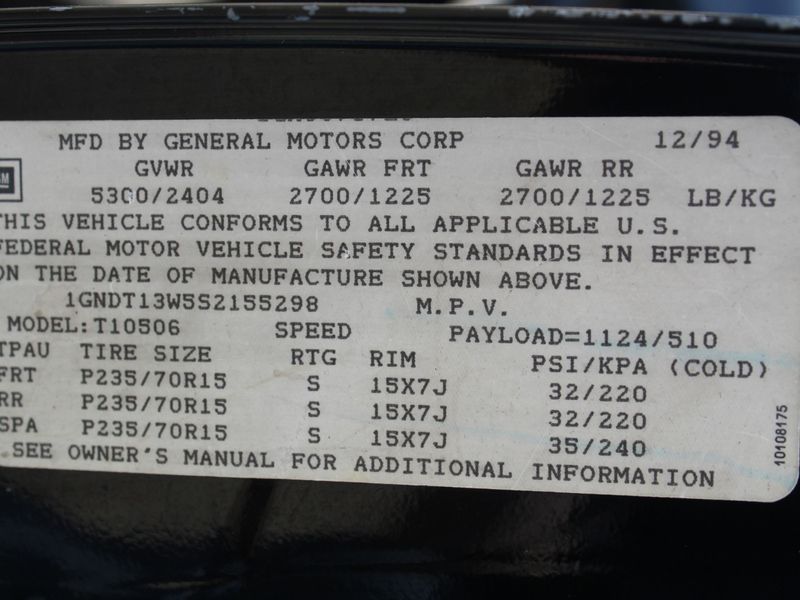 MFD BY GENERAL MOTORS CORP 12/94
GVWR GAWR FRT GAWR RR
5300/2404 2700/1225 2700/1225 LB/KG
THIS VEHICLE CONFORMS TO ALL APPLICABLE U.S.
FEDERAL MOTOR VEHICLE SAFETY STANDARDS IN EFFECT
ON THE DATE OF MANUFACTURE SHOWN ABOVE.
1GNDT13W5S2155298 M.P.V.
MODEL:T10506 SPEED PAYLOAD=1124/510
TPAU TIRE SIZE RTG RIM PSI/KPA (COLD)
FRT P235/70R15 S 15X7J 32/220
RR P235/70R15 S 15X7J 32/220
SPA P235/70R15 S 15X7J 35/240
SEE OWNER'S MANUAL FOR ADDITIONAL INFORMATION
10108175